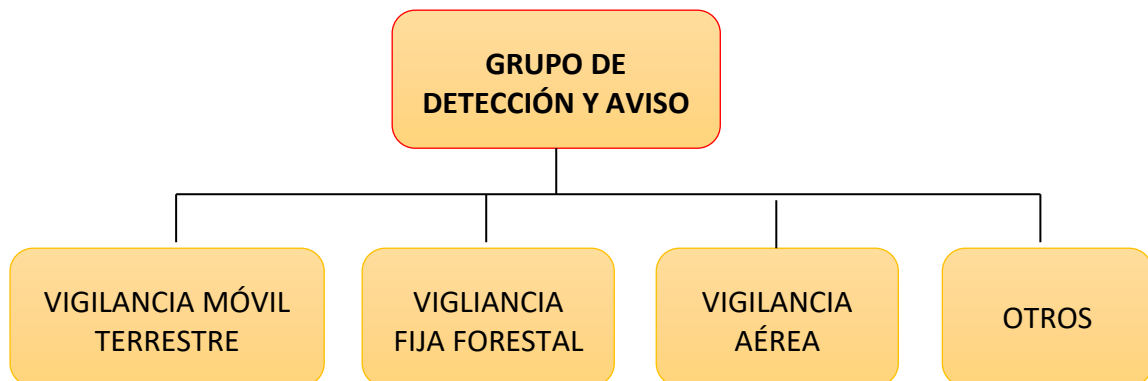 GRUPO DE
DETECCIÓN Y AVISO
VIGILANCIA MÓVIL
TERRESTRE
VIGLIANCIA
FIJA FORESTAL
VIGILANCIA
AÉREA
OTROS